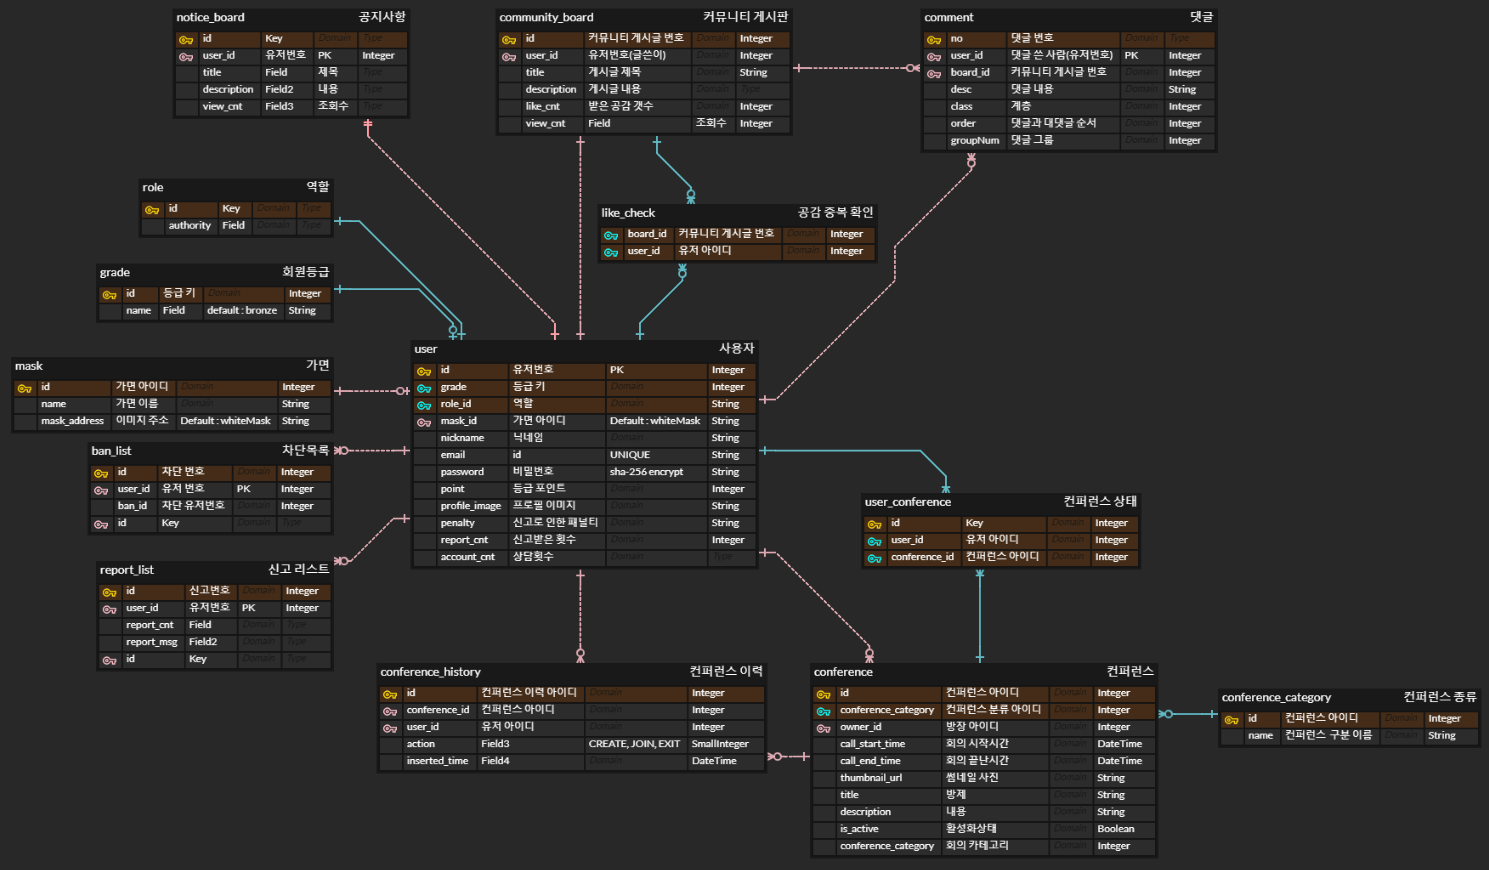 notice_board 공지사항
id Key Domain Type
user_id 유저번호 PK Integer
title Field 제목 Type
description Field2 내용 Type
view_cnt Field3 조회수 Type
community_board 커뮤니티 게시판
id 커뮤니티 게시글 번호 Domain Integer
user_id 유저번호(글쓴이) Domain Integer
title 게시글 제목 Domain String
description 게시글 내용 Domain Type
like_cnt 받은 공감 갯수 Domain Integer
view_cnt Field 조회수 Integer
comment 댓글
no 댓글 번호 Domain Type
user_id 댓글 쓴 사람(유저번호) PK Integer
board_id 커뮤니티 게시글 번호 Domain Integer
desc 댓글 내용 Domain String
class 계층 Domain Integer
order 댓글과 대댓글 순서 Domain Integer
groupNum 댓글 그룹 Domain Integer
role 역할
id Key Domain Type
authority Field Domain Type
like_check 공감 중복 확인
board_id 커뮤니티 게시글 번호 Domain Integer
user_id 유저 아이디 Domain Integer
grade 회원등급
id 등급 키 Domain Integer
name Field default : bronze String
mask 가면
id 가면 아이디 Domain Integer
name 가면 이름 Domain String
mask_address 이미지 주소 Default : whiteMask String
user 사용자
id 유저번호 PK Integer
grade 등급 키 Domain Integer
role_id 역할 Domain String
mask_id 가면 아이디 Default : whiteMask String
nickname 닉네임 Domain String
email id UNIQUE String
password 비밀번호 sha-256 encrypt String
point 등급 포인트 Domain Integer
profile_image 프로필 이미지 Domain String
penalty 신고로 인한 패널티 Domain String
report_cnt 신고받은 횟수 Domain Integer
account_cnt 상담횟수 Domain Type
ban_list 차단목록
id 차단 번호 Domain Integer
user_id 유저 번호 PK Integer
ban_id 차단 유저번호 Domain Integer
id Key Domain Type
user_conference 컨퍼런스 상태
id Key Domain Integer
user_id 유저 아이디 Domain Integer
conference_id 컨퍼런스 아이디 Domain Integer
report_list 신고 리스트
id 신고번호 Domain Integer
user_id 유저번호 PK Integer
report_cnt Field Domain Type
report_msg Field2 Domain Type
id Key Domain Type
conference_history 컨퍼런스 이력
id 컨퍼런스 이력 아이디 Domain Integer
conference_id 컨퍼런스 아이디 Domain Integer
user_id 유저 아이디 Domain Integer
action Field3 CREATE, JOIN, EXIT SmallInteger
inserted_time Field4 Domain DateTime
conference 컨퍼런스
id 컨퍼런스 아이디 Domain Integer
conference_category 컨퍼런스 분류 아이디 Domain Integer
owner_id 방장 아이디 Domain Integer
call_start_time 회의 시작시간 Domain DateTime
call_end_time 회의 끝난시간 Domain DateTime
thumbnail_url 썸네일 사진 Domain String
title 방제 Domain String
description 내용 Domain String
is_active 활성화상태 Domain Boolean
conference_category 회의 카테고리 Domain Integer
conference_category 컨퍼런스 종류
id 컨퍼런스 아이디 Domain Integer
name 컨퍼런스 구분 이름 Domain String